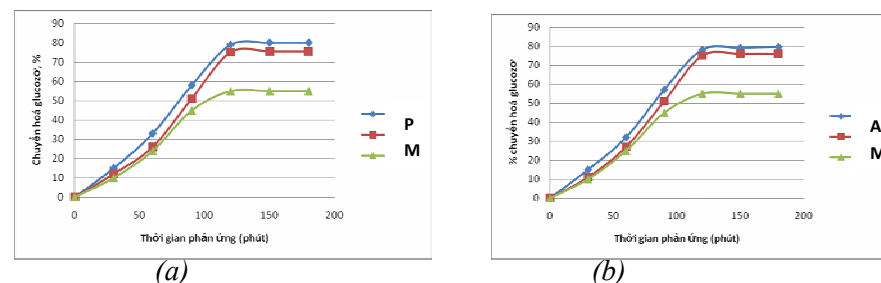 90
80
70
60
50
40
30
20
10
0
Chuyển hoá glucozơ, %
0 50 100 150 200
Thời gian phản ứng (phút)
P
M
(a)
90
80
70
60
50
40
30
20
10
0
% chuyển hoá glucozơ
0 50 100 150 200
Thời gian phản ứng (phút)
A
M
(b)